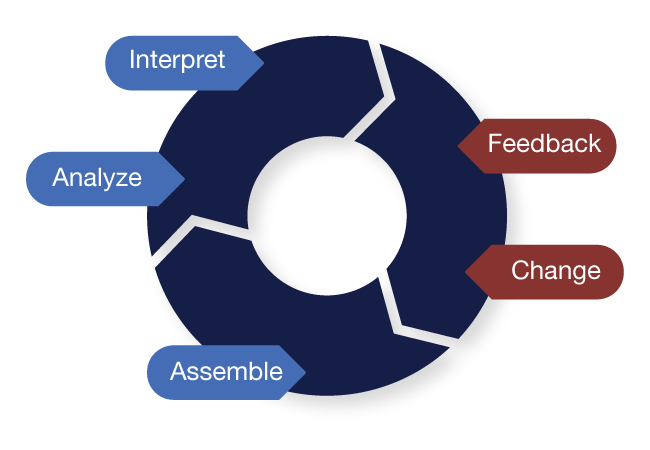 Interpret
Feedback
Analyze
Change
Assemble